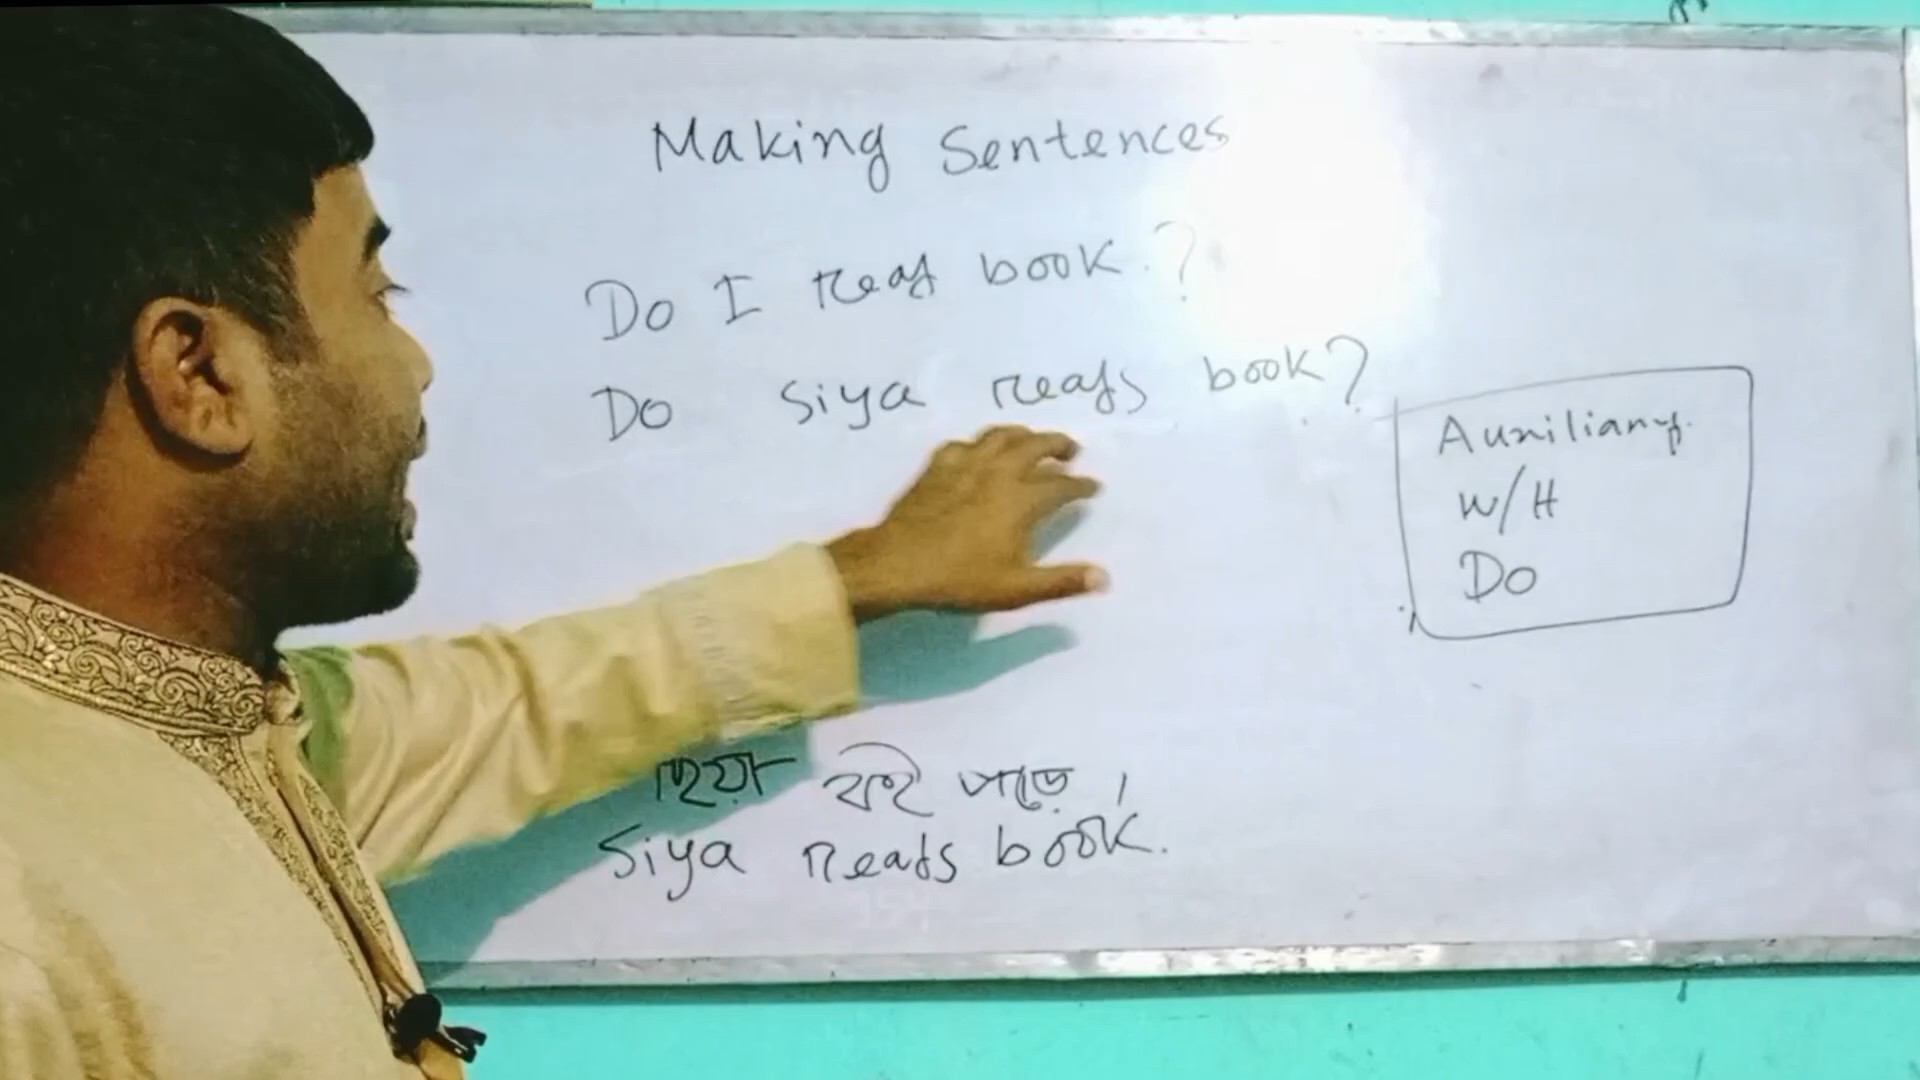 Making Sentences
Do I read book.?
Do Siya reads book?
Auxiliary.
W/H
Do
ছিয়া বই পড়ে।
Siya Reads book.